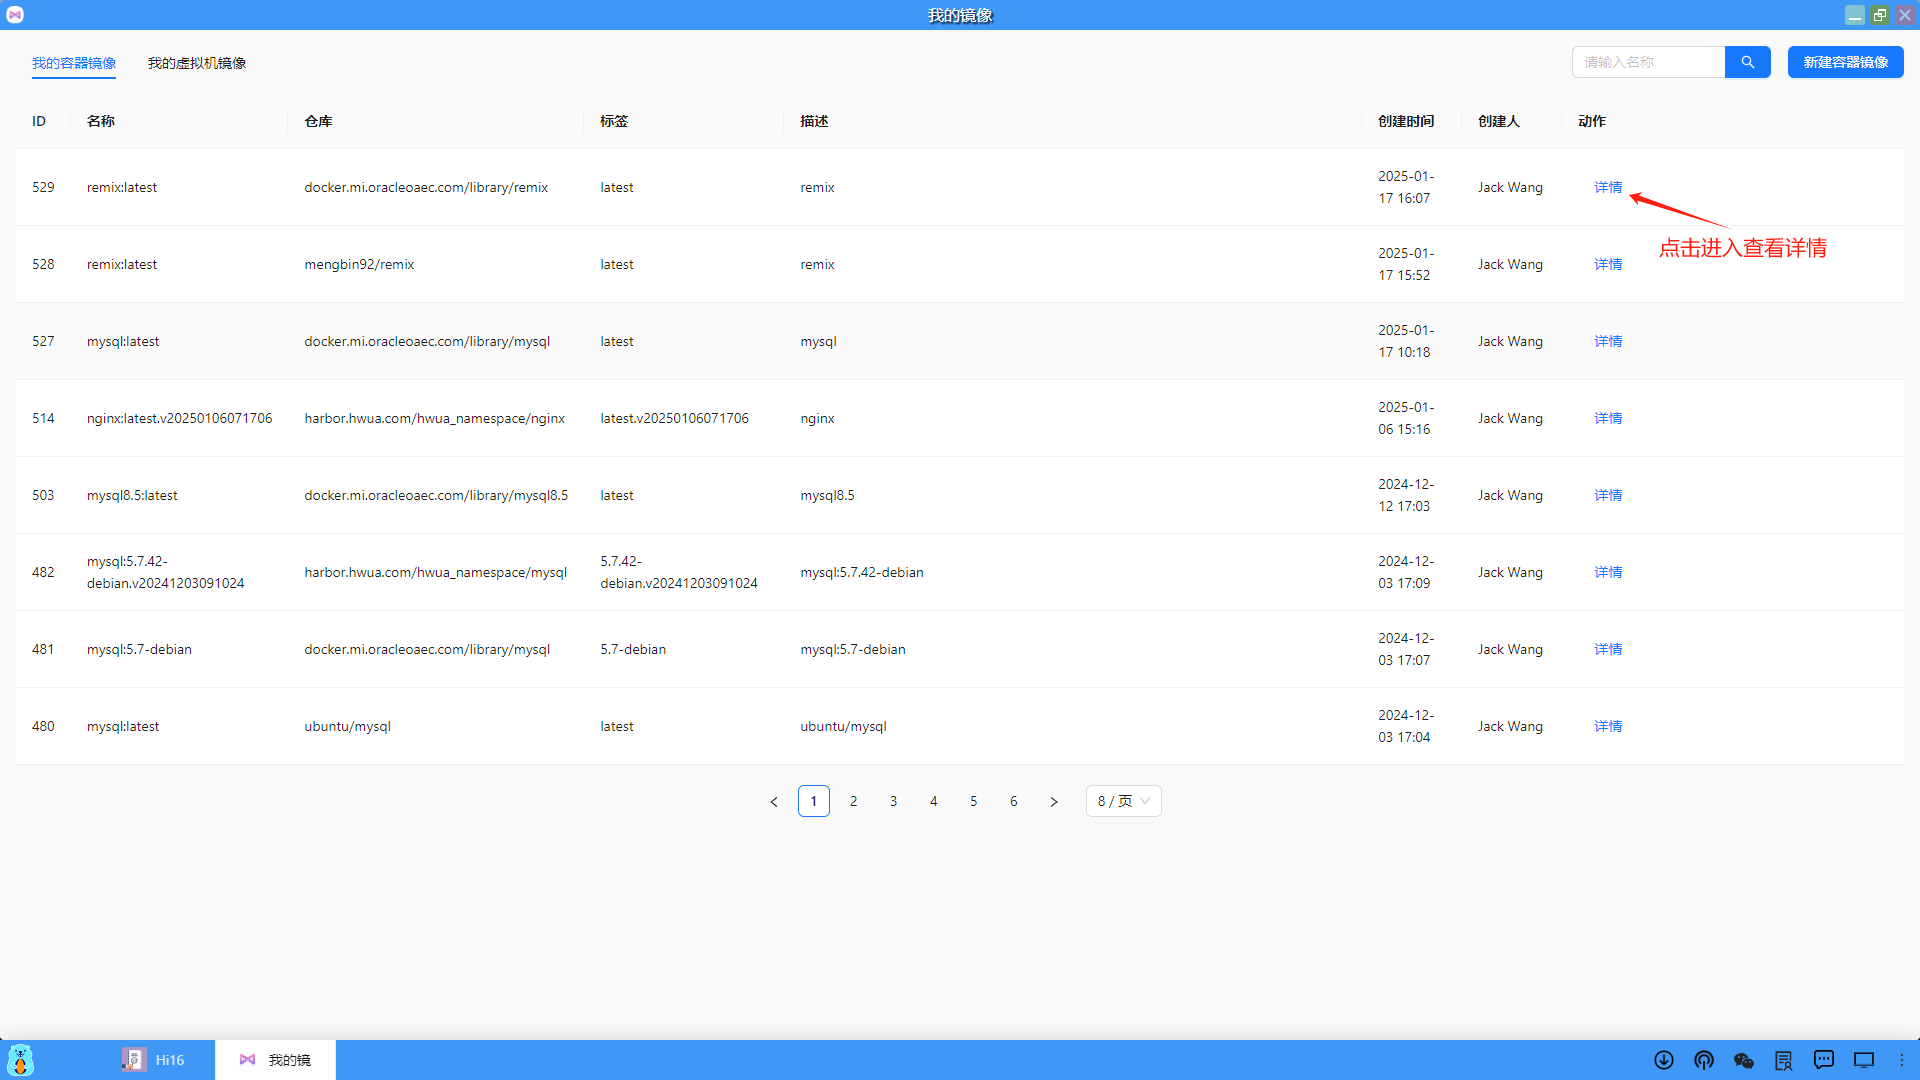 我的镜像
我的容器镜像 我的虚拟机镜像 请输入名称 新建容器镜像
ID 名称 仓库 标签 描述 创建时间 创建人 动作
529 remix:latest docker.mi.oracleoaec.com/library/remix latest remix 2025-01-17 16:07 Jack Wang 详情
点击进入查看详情
528 remix:latest mengbin92/remix latest remix 2025-01-17 15:52 Jack Wang 详情
527 mysql:latest docker.mi.oracleoaec.com/library/mysql latest mysql 2025-01-17 10:18 Jack Wang 详情
514 nginx:latest.v20250106071706 harbor.hwua.com/hwua_namespace/nginx latest.v20250106071706 nginx 2025-01-06 15:16 Jack Wang 详情
503 mysql8.5:latest docker.mi.oracleoaec.com/library/mysql8.5 latest mysql8.5 2024-12-12 17:03 Jack Wang 详情
482 mysql:5.7.42-debian.v20241203091024 harbor.hwua.com/hwua_namespace/mysql 5.7.42-debian.v20241203091024 mysql:5.7.42-debian 2024-12-03 17:09 Jack Wang 详情
481 mysql:5.7-debian docker.mi.oracleoaec.com/library/mysql 5.7-debian mysql:5.7-debian 2024-12-03 17:07 Jack Wang 详情
480 mysql:latest ubuntu/mysql latest ubuntu/mysql 2024-12-03 17:04 Jack Wang 详情
1 2 3 4 5 6 8 / 页
Hi16 我的镜